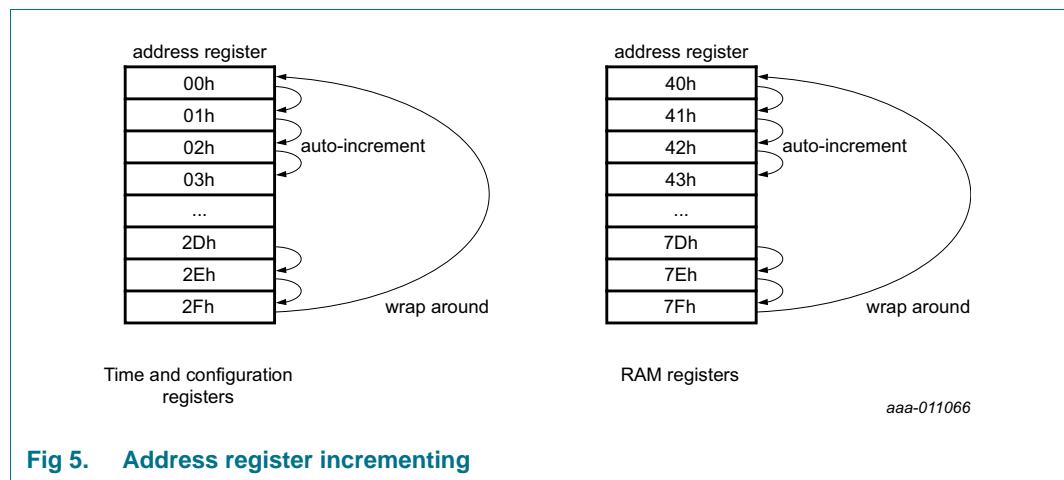 address register
00h
01h
02h
03h
...
2Dh
2Eh
2Fh
auto-increment
wrap around
Time and configuration
registers
address register
40h
41h
42h
43h
...
7Dh
7Eh
7Fh
auto-increment
wrap around
RAM registers
aaa-011066
Fig 5. Address register incrementing